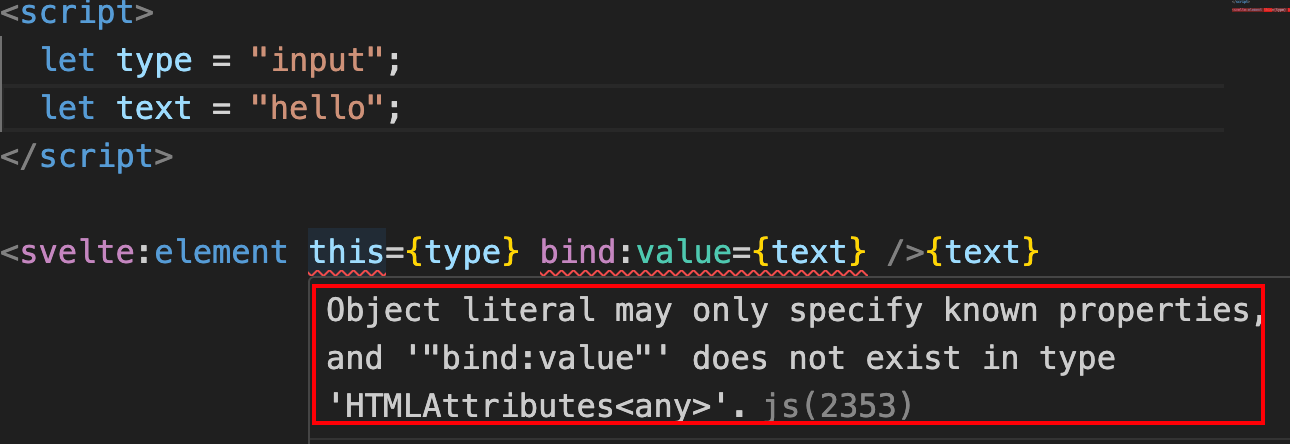 <script>
let type = "input";
let text = "hello";
</script>
<svelte:element this={type} bind:value={text} />{text}
Object literal may only specify known properties,
and '"bind:value"' does not exist in type
'HTMLAttributes<any>'. js(2353)